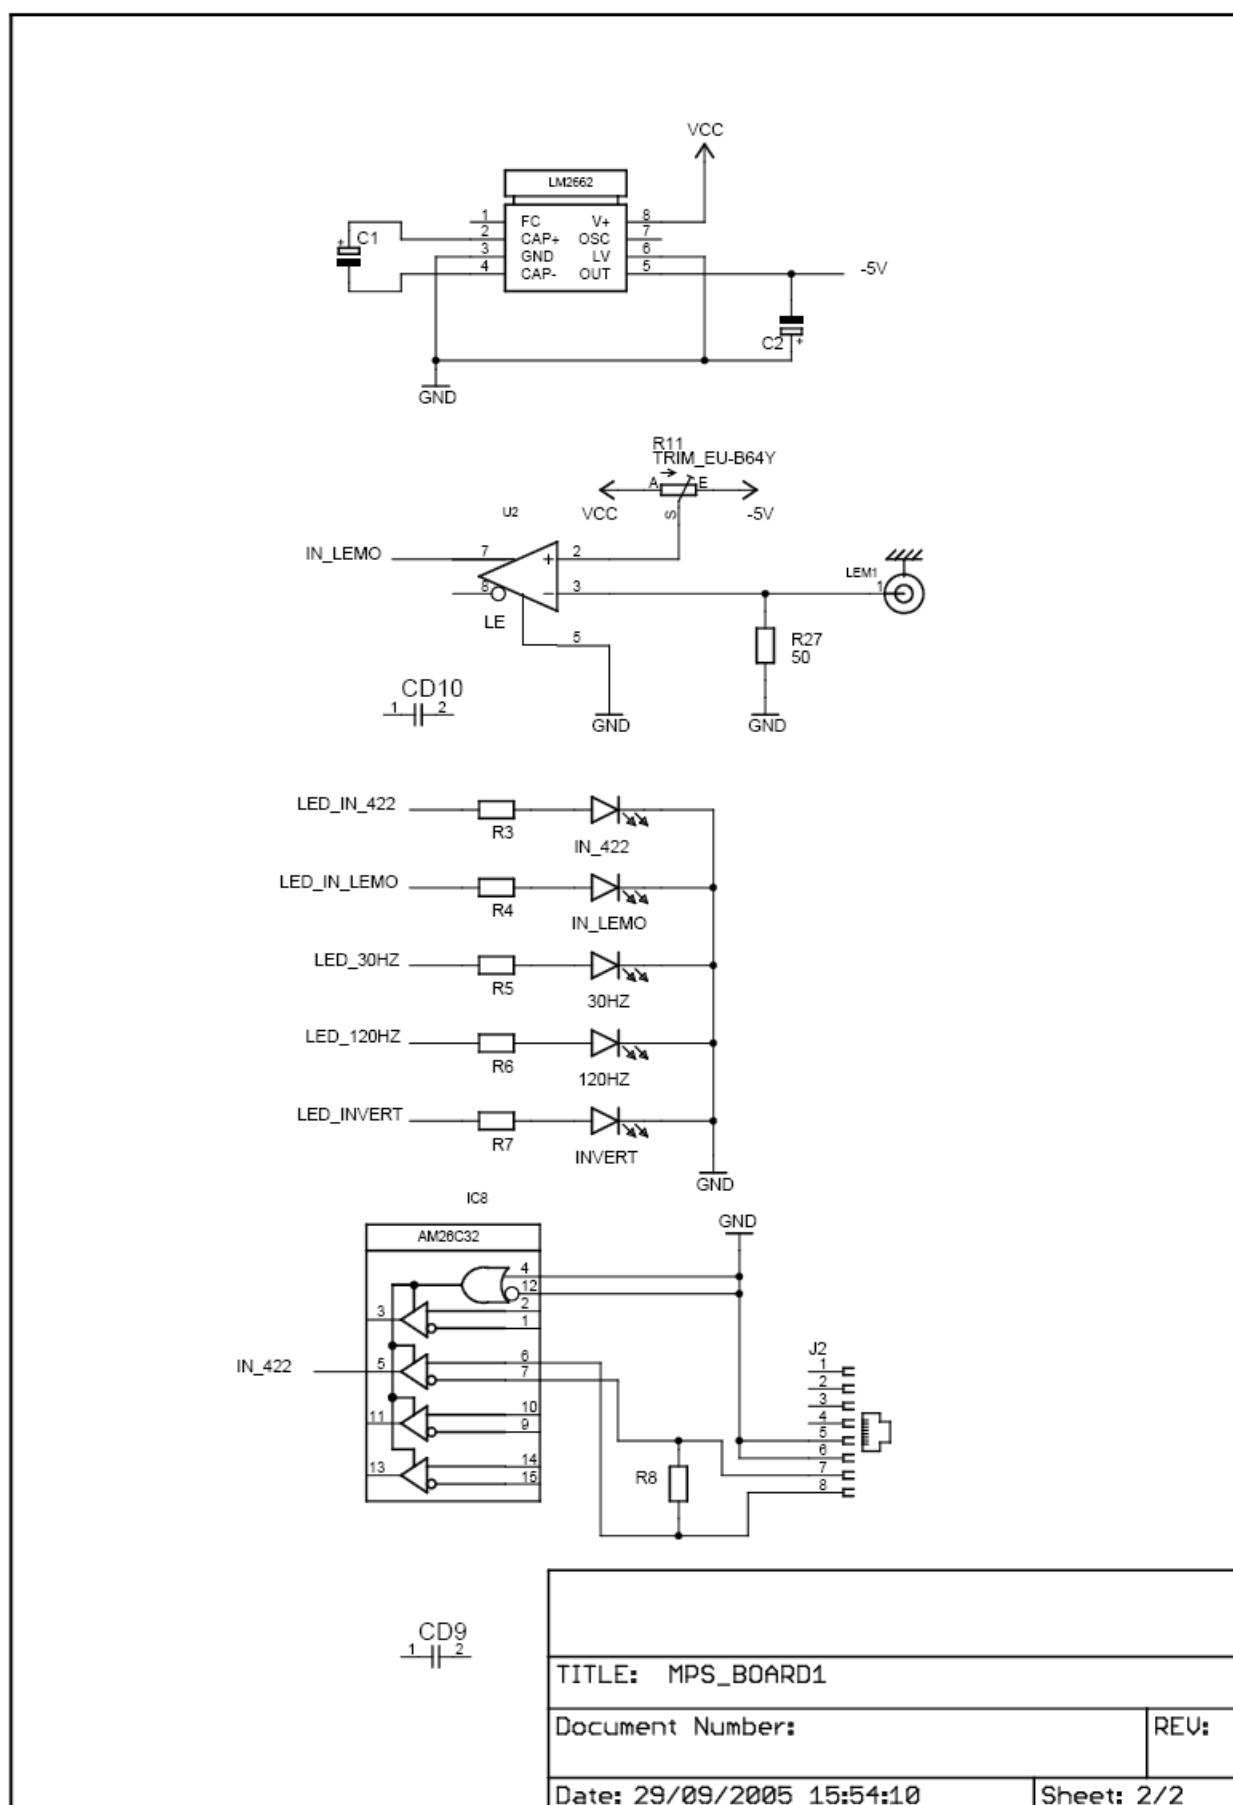 VCC
LM2662
1 FC V+ 8
2 CAP+ OSC 7
3 GND LV 6
4 CAP- OUT 5
+ C1
-5V
C2 +
GND
R11
TRIM_EU-B64Y
A E
S
VCC
-5V
U2
IN_LEMO
7
+ 2
8
- 3
LE
5
LEM1
1
R27
50
GND
GND
CD10
1 2
LED_IN_422
R3
IN_422
LED_IN_LEMO
R4
IN_LEMO
LED_30HZ
R5
30HZ
LED_120HZ
R6
120HZ
LED_INVERT
R7
INVERT
GND
IC8
AM26C32
GND
4
12
3
2
1
IN_422
5
6
7
11
10
9
13
14
15
R8
J2
1
2
3
4
5
6
7
8
CD9
1 2
TITLE: MPS_BOARD1
Document Number:
REV:
Date: 29/09/2005 15:54:10
Sheet: 2/2